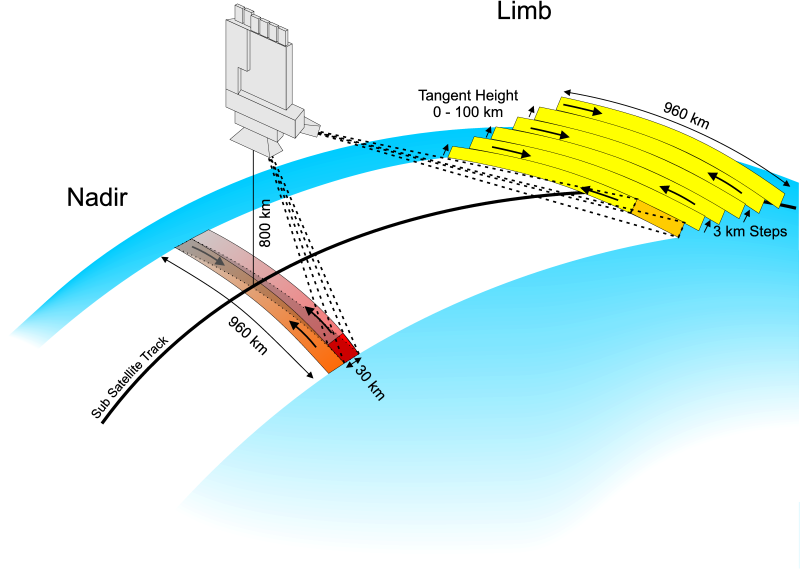 Limb
Tangent Height
0 - 100 km
960 km
Nadir
800 km
3 km Steps
960 km
30 km
Sub Satellite Track